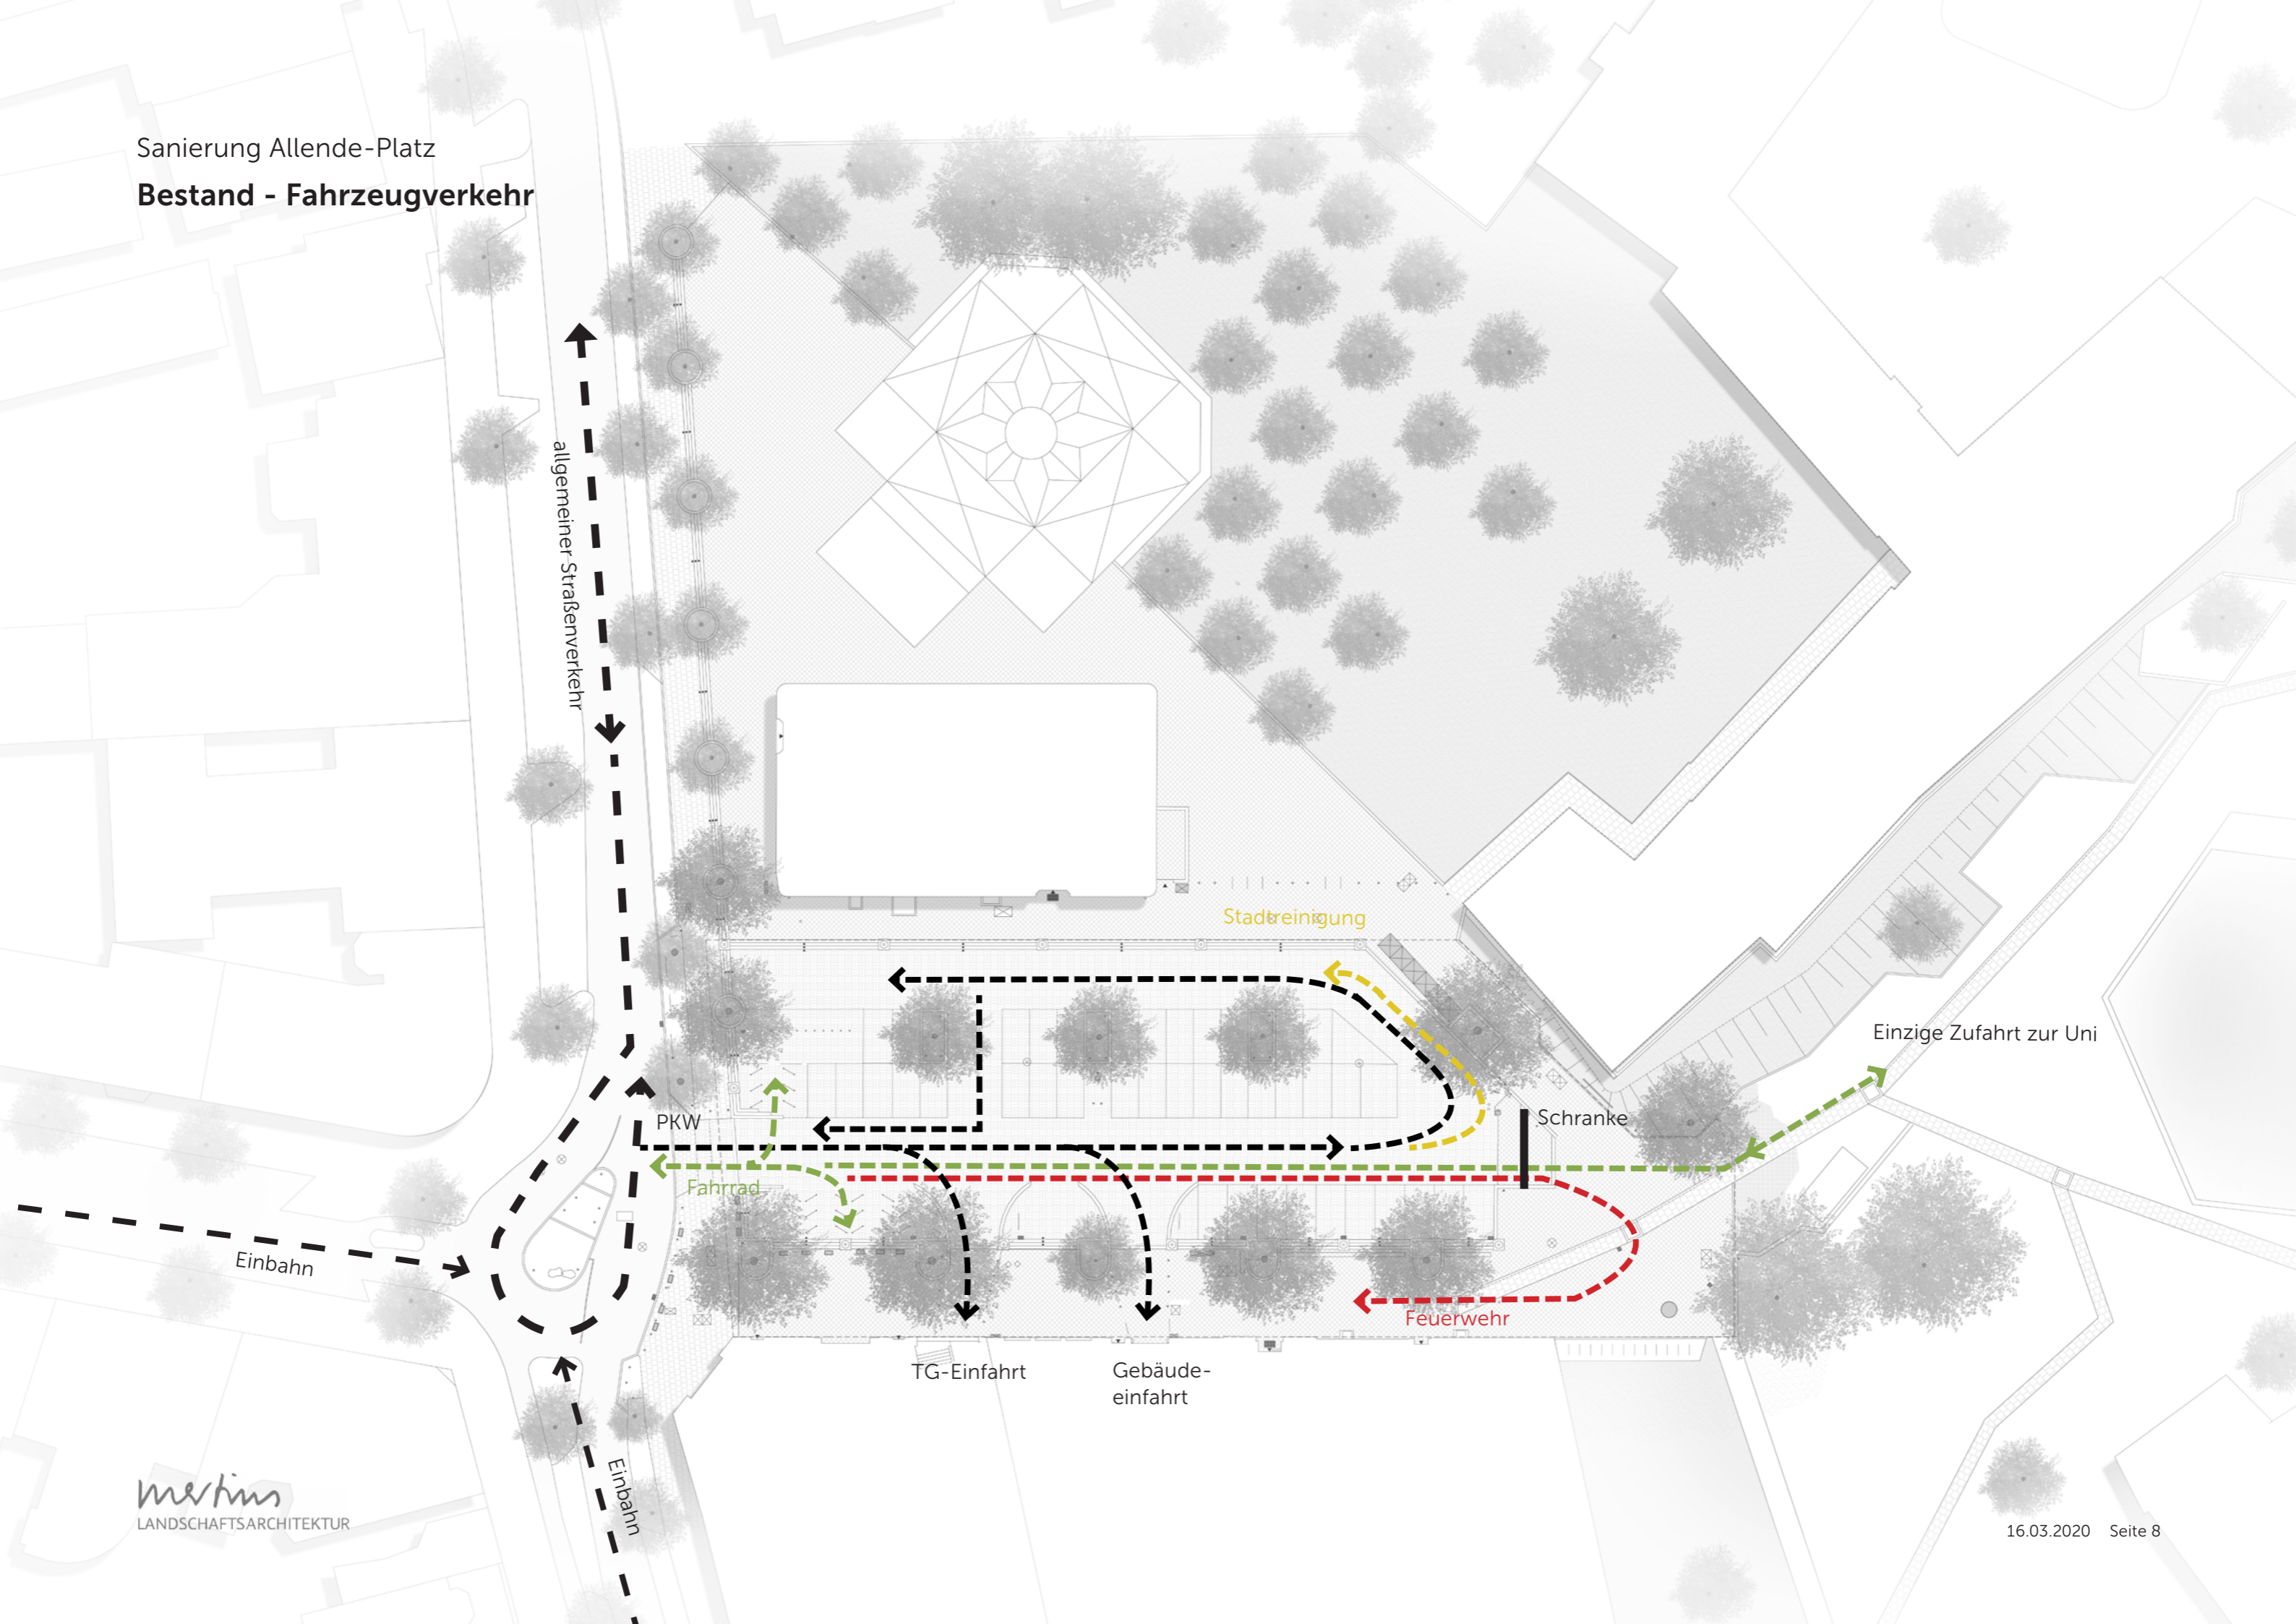 Sanierung Allende-Platz
Bestand - Fahrzeugverkehr
allgemeiner Straßenverkehr
Stadtreinigung
Einzige Zufahrt zur Uni
PKW
Schranke
Fahrrad
Einbahn
Feuerwehr
TG-Einfahrt
Gebäude-
einfahrt
Einbahn
mertins
LANDSCHAFTSARCHITEKTUR
16.03.2020 Seite 8